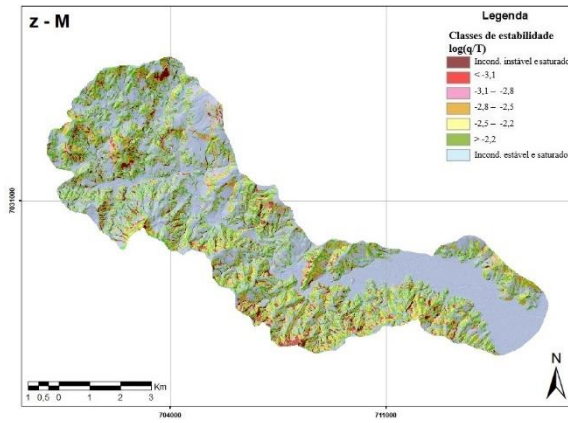 z - M
Legenda
Classes de estabilidade
log(q/T)
Incond. instável e saturado
< -3,1
-3,1 – -2,8
-2,8 – -2,5
-2,5 – -2,2
> -2,2
Incond. estável e saturado
7031000
N
Km
1 0,5 0 1 2 3
704000
711000